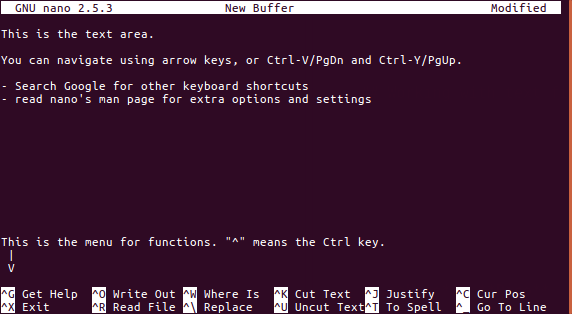 GNU nano 2.5.3 New Buffer Modified
This is the text area.
You can navigate using arrow keys, or Ctrl-V/PgDn and Ctrl-Y/PgUp.
- Search Google for other keyboard shortcuts
- read nano's man page for extra options and settings
This is the menu for functions. "^" means the Ctrl key.
|
V
^G Get Help ^O Write Out ^W Where Is ^K Cut Text ^J Justify ^C Cur Pos
^X Exit ^R Read File ^\ Replace ^U Uncut Text ^T To Spell ^_ Go To Line